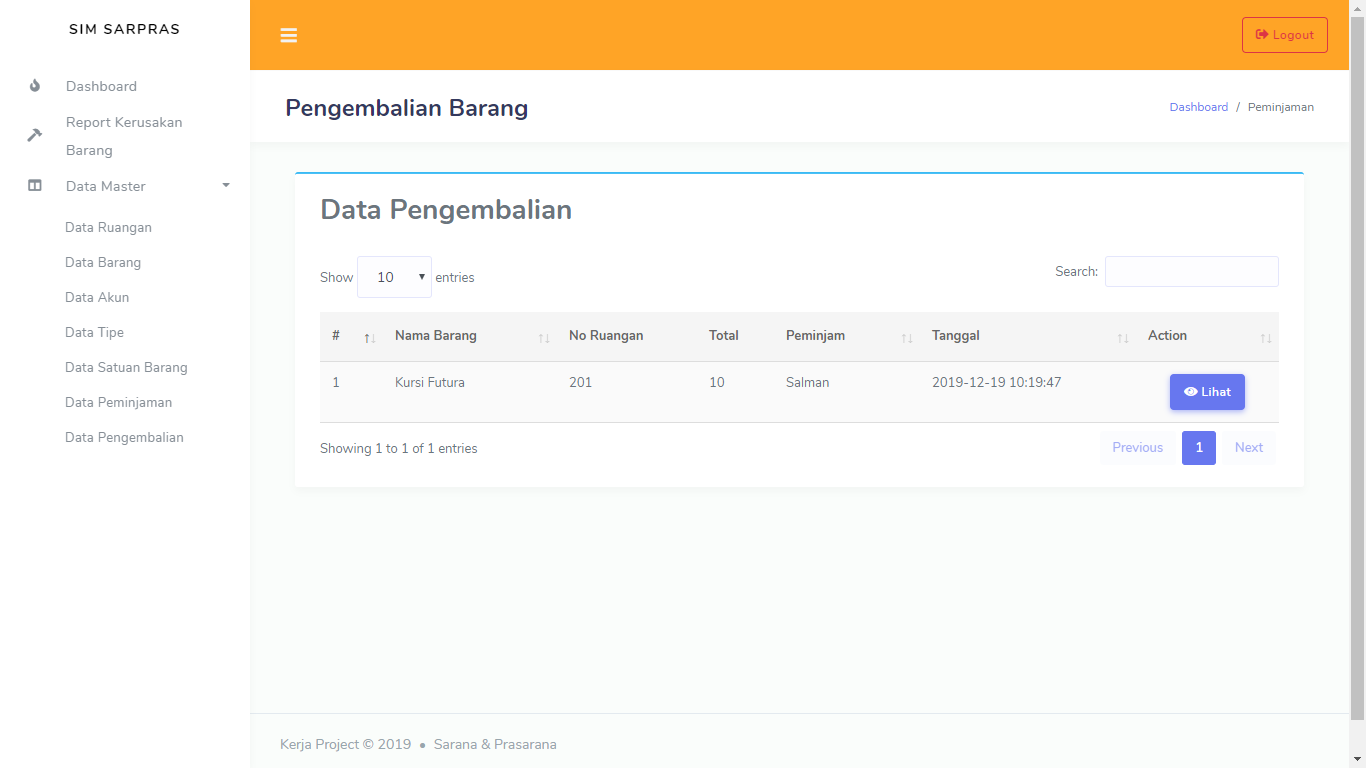 SIM SARPRAS
Logout
Dashboard
Report Kerusakan
Barang
Data Master
Data Ruangan
Data Barang
Data Akun
Data Tipe
Data Satuan Barang
Data Peminjaman
Data Pengembalian
Pengembalian Barang
Dashboard / Peminjaman
Data Pengembalian
Show 10 entries
Search:
# Nama Barang No Ruangan Total Peminjam Tanggal Action
1 Kursi Futura 201 10 Salman 2019-12-19 10:19:47 Lihat
Showing 1 to 1 of 1 entries
Previous 1 Next
Kerja Project © 2019 • Sarana & Prasarana